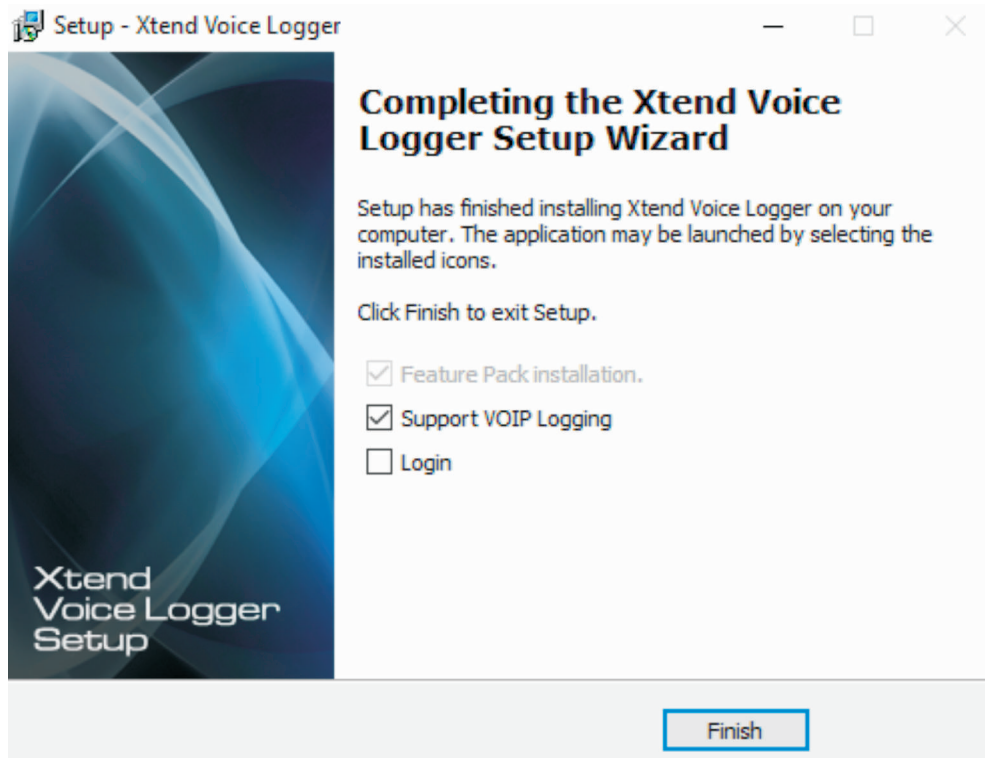 Setup - Xtend Voice Logger
Completing the Xtend Voice
Logger Setup Wizard
Setup has finished installing Xtend Voice Logger on your
computer. The application may be launched by selecting the
installed icons.
Click Finish to exit Setup.
Feature Pack installation.
Support VOIP Logging
Login
Xtend
Voice Logger
Setup
Finish